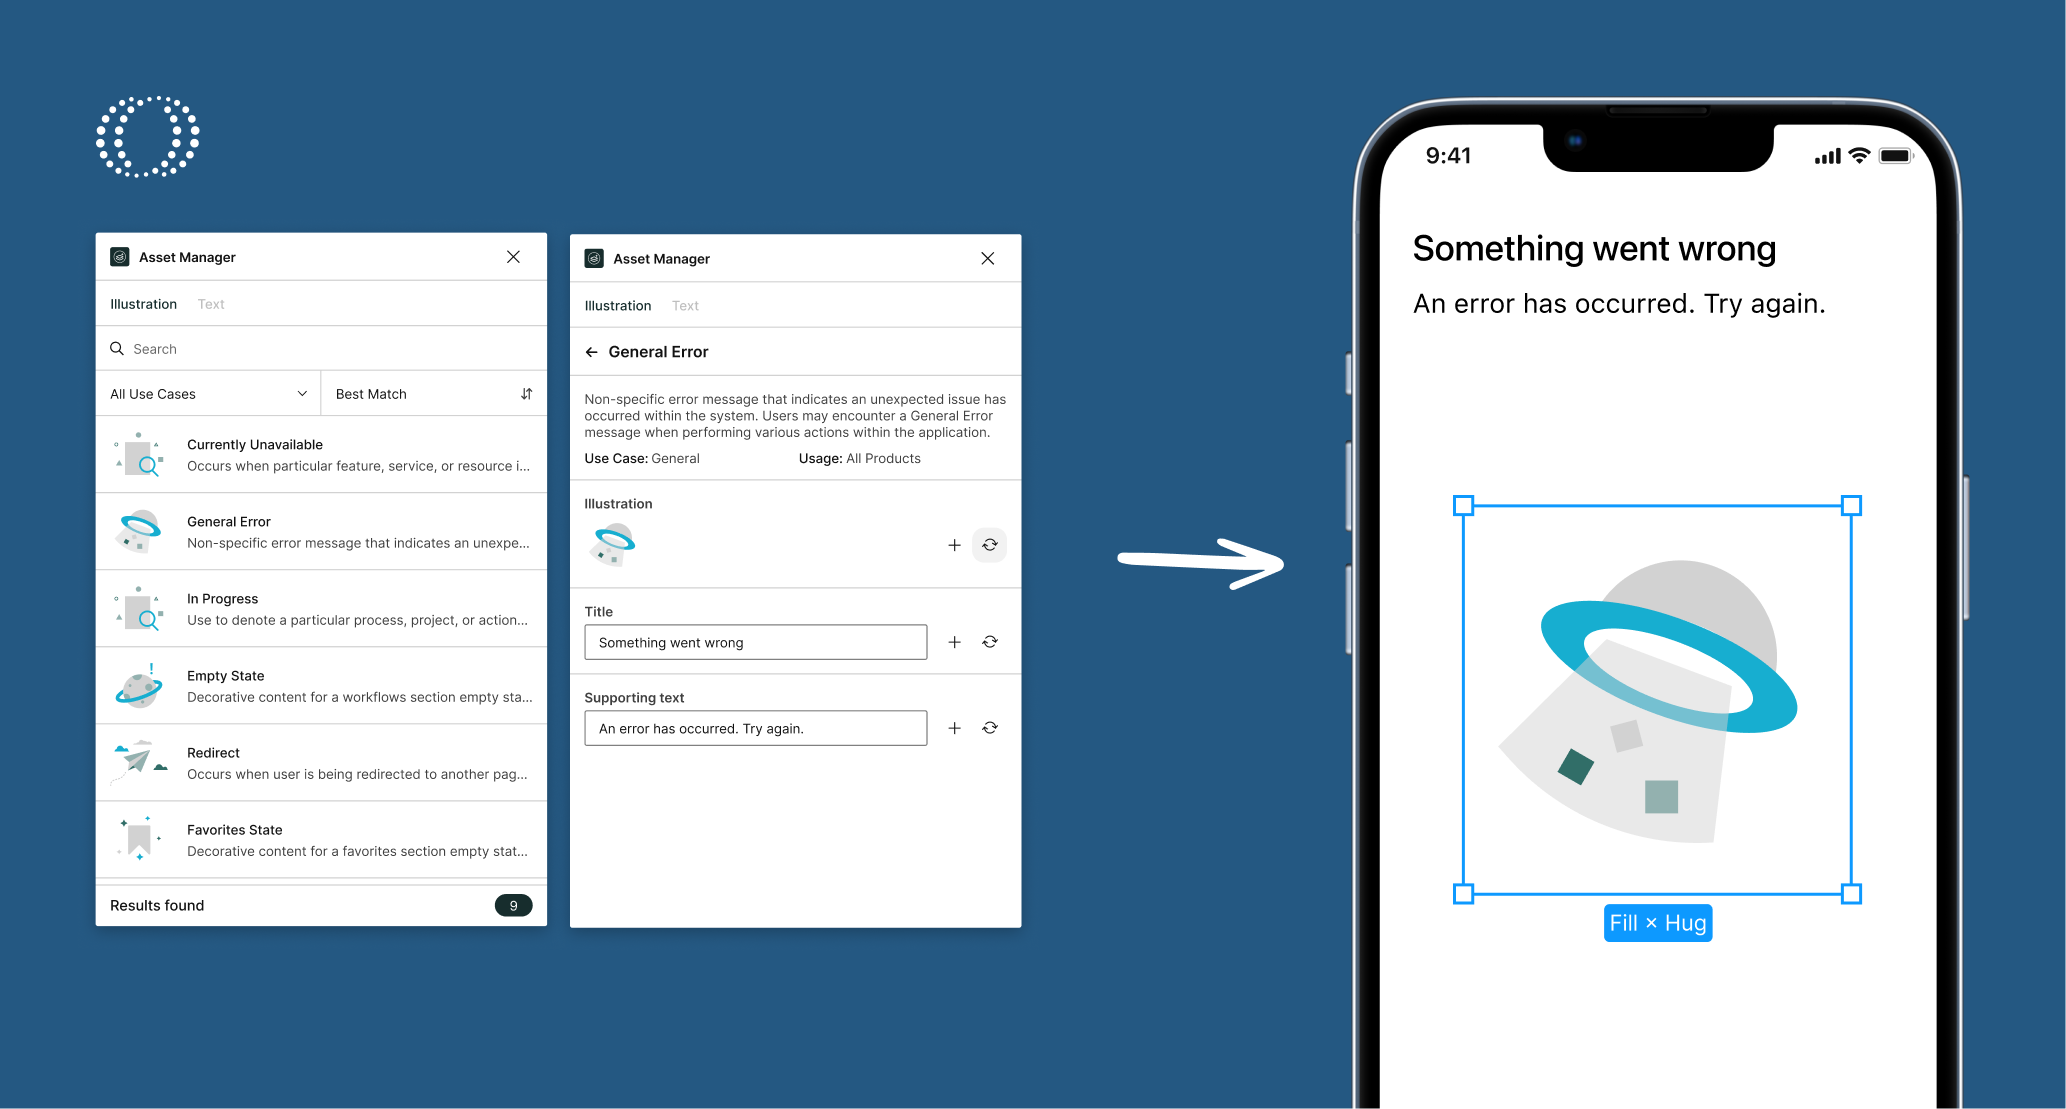 Asset Manager
Illustration Text
Search
All Use Cases
Best Match
Currently Unavailable
Occurs when particular feature, service, or resource i...
General Error
Non-specific error message that indicates an unexpe...
In Progress
Use to denote a particular process, project, or action...
Empty State
Decorative content for a workflows section empty sta...
Redirect
Occurs when user is being redirected to another pag...
Favorites State
Decorative content for a favorites section empty stat...
Results found 9
Asset Manager
Illustration Text
General Error
Non-specific error message that indicates an unexpected issue has
occurred within the system. Users may encounter a General Error
message when performing various actions within the application.
Use Case: General
Usage: All Products
Illustration
Title
Something went wrong
Supporting text
An error has occurred. Try again.
9:41
Something went wrong
An error has occurred. Try again.
Fill × Hug